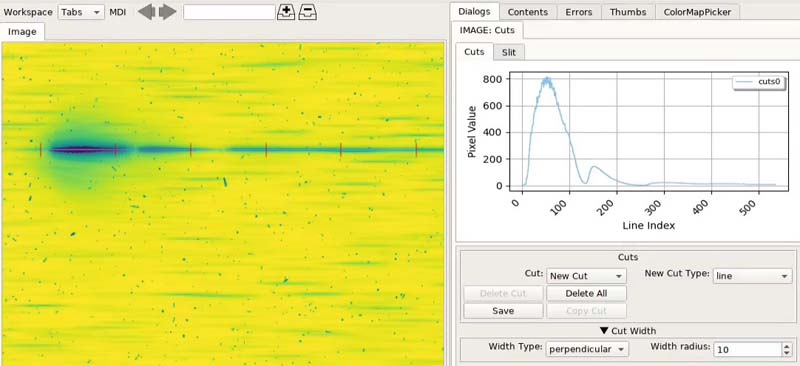 Workspace Tabs MDI
Image
Dialogs Contents Errors Thumbs ColorMapPicker
IMAGE: Cuts
Cuts Slit
800
600
400
200
0
Pixel Value
cuts0
0 100 200 300 400 500
Line Index
Cuts
Cut: New Cut New Cut Type: line
Delete Cut Delete All
Save Copy Cut
Cut Width
Width Type: perpendicular Width radius: 10